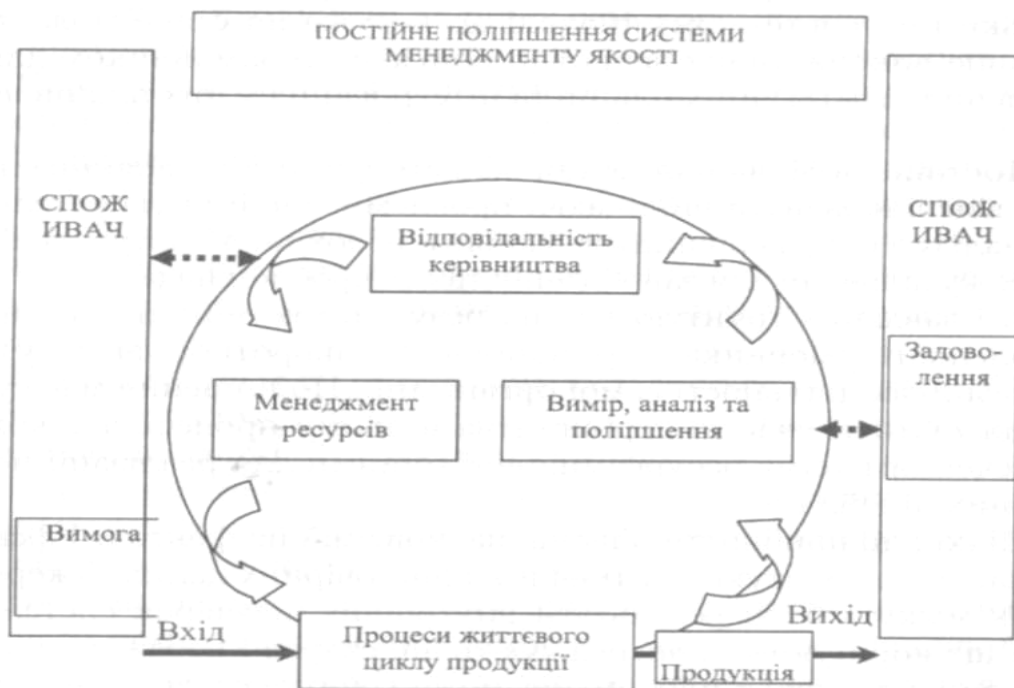 ПОСТІЙНЕ ПОЛІПШЕННЯ СИСТЕМИ
МЕНЕДЖМЕНТУ ЯКОСТІ
СПОЖ
ИВАЧ
Відповідальність
керівництва
СПОЖ
ИВАЧ
Менеджмент
ресурсів
Вимір, аналіз та
поліпшення
Задово-
лення
Вимога
Вхід
Процеси життєвого
циклу продукції
Продукція
Вихід